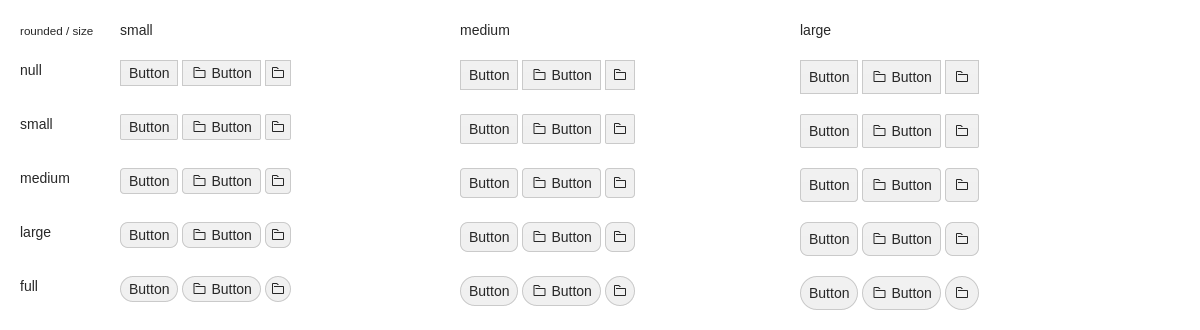 rounded / size small medium large
null Button Button Button Button Button Button
small Button Button Button Button Button Button
medium Button Button Button Button Button Button
large Button Button Button Button Button Button
full Button Button Button Button Button Button